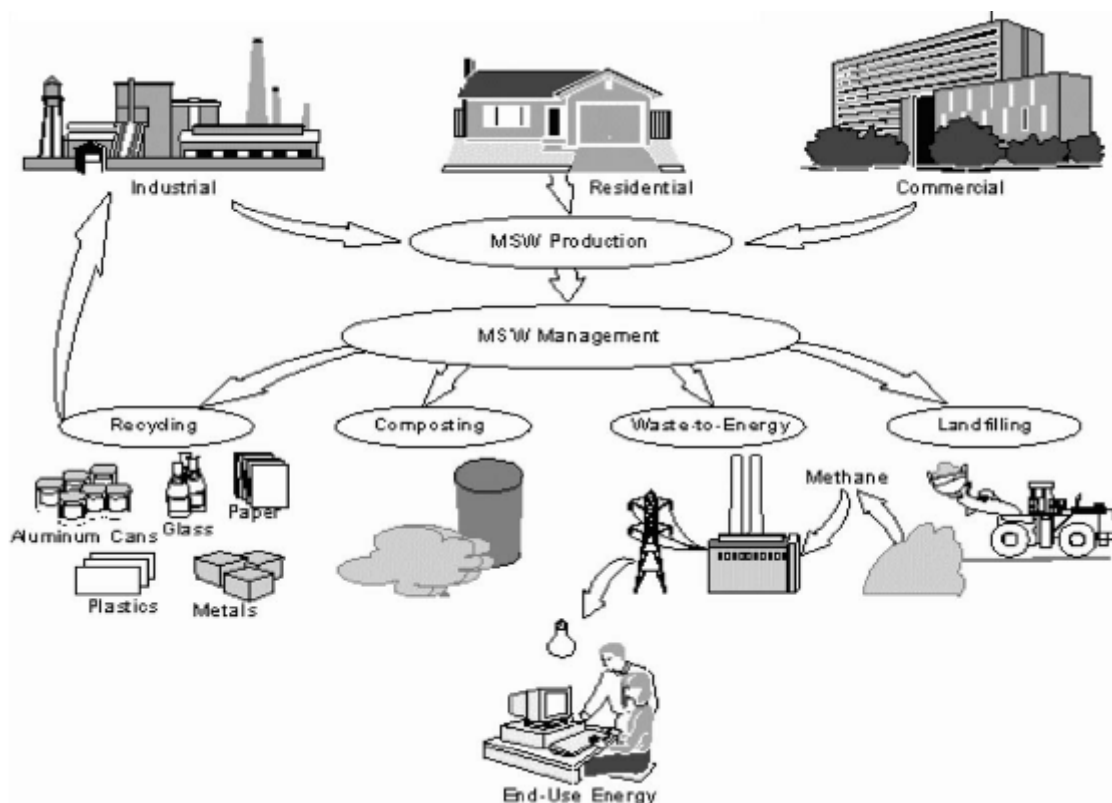 Industrial
Residential
Commercial
MSW Production
MSW Management
Recycling
Composting
Waste-to-Energy
Landfilling
Methane
Aluminum Cans
Glass
Paper
Plastics
Metals
End-Use Energy